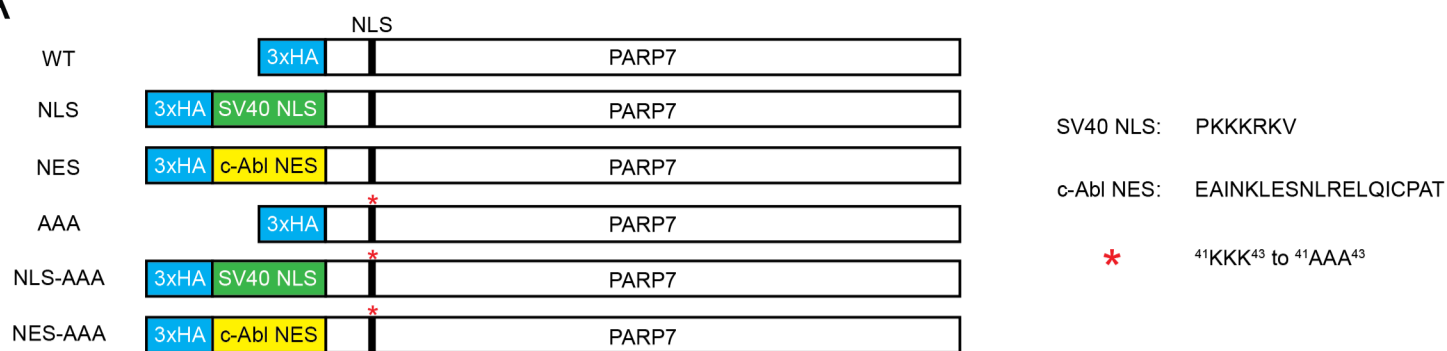 A
NLS
WT 3xHA PARP7
NLS 3xHA SV40 NLS PARP7
NES 3xHA c-Abl NES PARP7
*
AAA 3xHA PARP7
*
NLS-AAA 3xHA SV40 NLS PARP7
*
NES-AAA 3xHA c-Abl NES PARP7
SV40 NLS: PKKKRKV
c-Abl NES: EAINKLESNLRELQICPAT
* ⁴¹KKK⁴³ to ⁴¹AAA⁴³